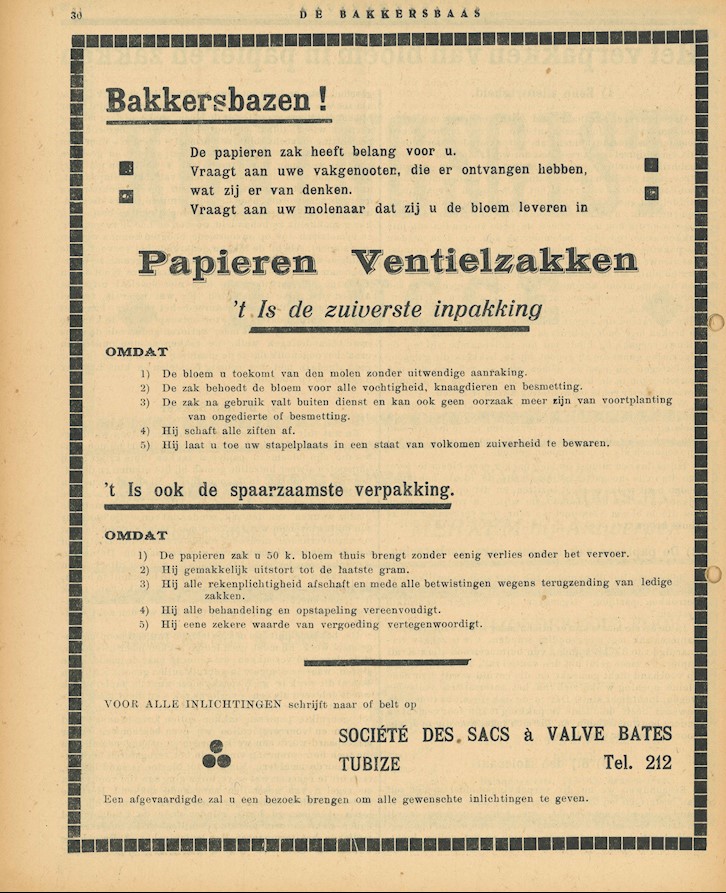 30
DE BAKKERSBAAS
Bakkersbazen !
De papieren zak heeft belang voor u.
Vraagt aan uwe vakgenooten, die er ontvangen hebben,
wat zij er van denken.
Vraagt aan uw molenaar dat zij u de bloem leveren in
Papieren Ventielzakken
't Is de zuiverste inpakking
OMDAT
1) De bloem u toekomt van den molen zonder uitwendige aanraking.
2) De zak behoedt de bloem voor alle vochtigheid, knaagdieren en besmetting.
3) De zak na gebruik valt buiten dienst en kan ook geen oorzaak meer zijn van voortplanting
van ongedierte of besmetting.
4) Hij schaft alle ziften af.
5) Hij laat u toe uw stapelplaats in een staat van volkomen zuiverheid te bewaren.
't Is ook de spaarzaamste verpakking.
OMDAT
1) De papieren zak u 50 k. bloem thuis brengt zonder eenig verlies onder het vervoer.
2) Hij gemakkelijk uitstort tot de laatste gram.
3) Hij alle rekenplichtigheid afschaft en mede alle betwistingen wegens terugzending van ledige
zakken.
4) Hij alle behandeling en opstapeling vereenvoudigt.
5) Hij eene zekere waarde van vergoeding vertegenwoordigt.
VOOR ALLE INLICHTINGEN schrijft naar of belt op
SOCIÉTÉ DES SACS à VALVE BATES
TUBIZE Tel. 212
Een afgevaardigde zal u een bezoek brengen om alle gewenschte inlichtingen te geven.